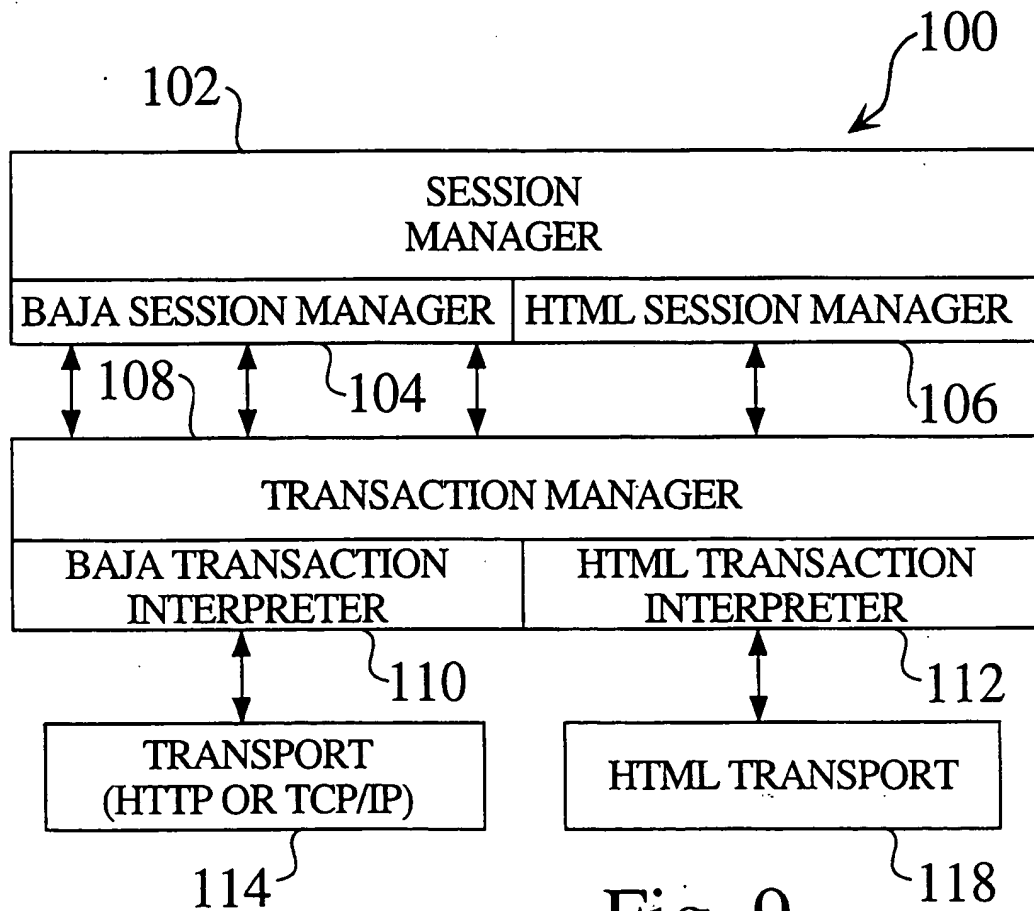 100
102
SESSION
MANAGER
BAJA SESSION MANAGER HTML SESSION MANAGER
108 104 106
TRANSACTION MANAGER
BAJA TRANSACTION
INTERPRETER
HTML TRANSACTION
INTERPRETER
110 112
TRANSPORT
(HTTP OR TCP/IP)
HTML TRANSPORT
114 118